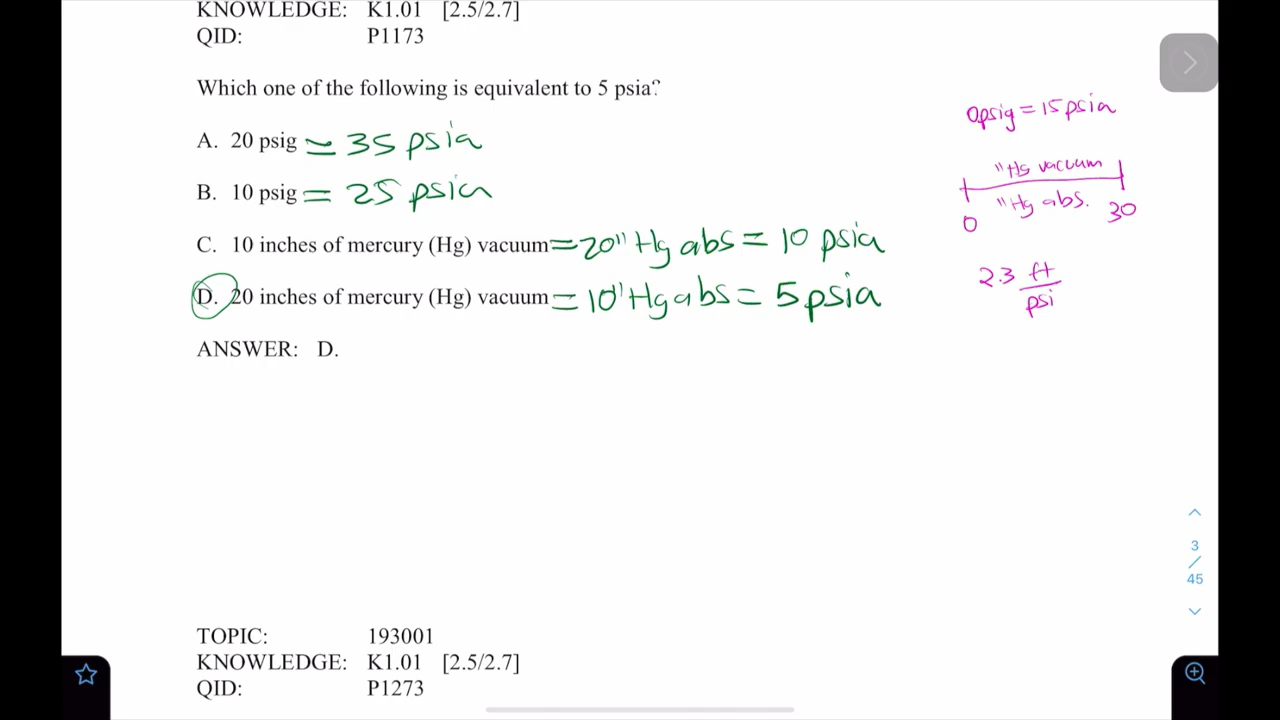 KNOWLEDGE: K1.01 [2.5/2.7]
QID: P1173
Which one of the following is equivalent to 5 psia?
A. 20 psig = 35 psia
B. 10 psig = 25 psia
C. 10 inches of mercury (Hg) vacuum = 20" Hg abs = 10 psia
D. 20 inches of mercury (Hg) vacuum = 10' Hg abs = 5 psia
ANSWER: D.
0psig = 15 psia
"Hg vacuum
"Hg abs.
0 30
2.3 ft
psi
3
/
45
TOPIC: 193001
KNOWLEDGE: K1.01 [2.5/2.7]
QID: P1273